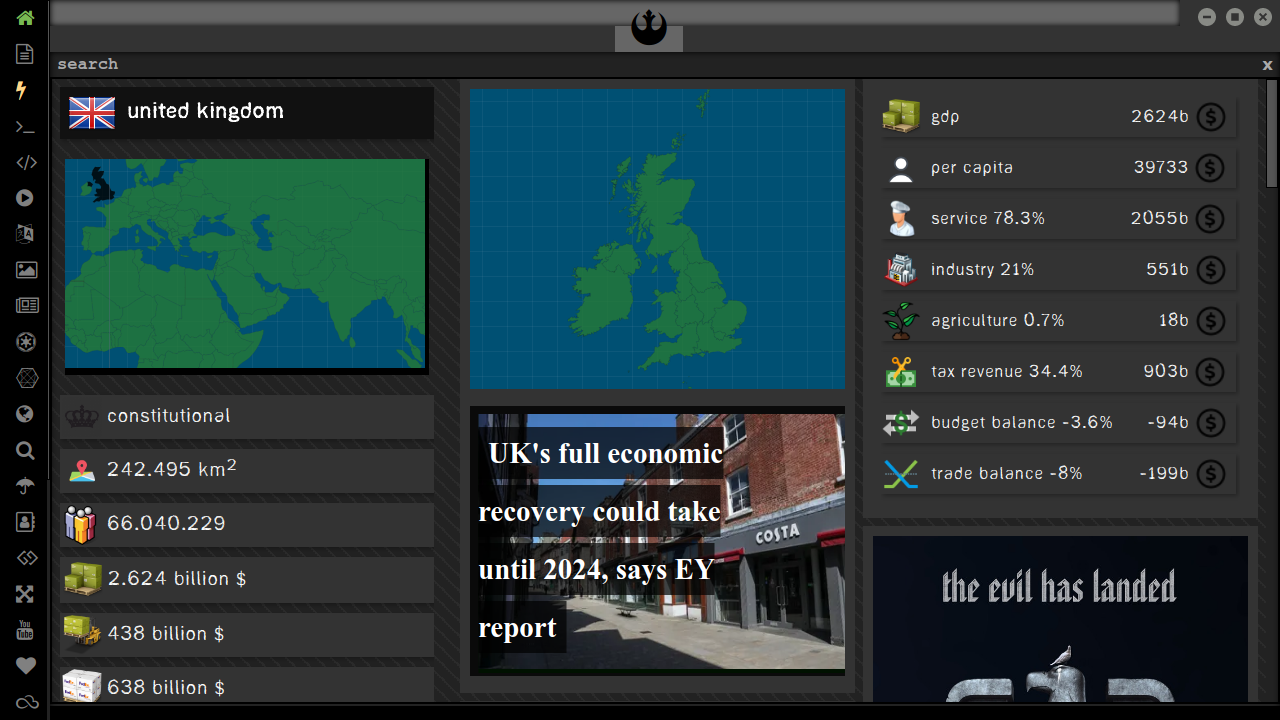 search
x
united kingdom
constitutional
242.495 km²
66.040.229
2.624 billion $
438 billion $
638 billion $
UK's full economic
recovery could take
until 2024, says EY
report
COSTA
gdp 2624b
per capita 39733
service 78.3% 2055b
industry 21% 551b
agriculture 0.7% 18b
tax revenue 34.4% 903b
budget balance -3.6% -94b
trade balance -8% -199b
the evil has landed
You
Tube